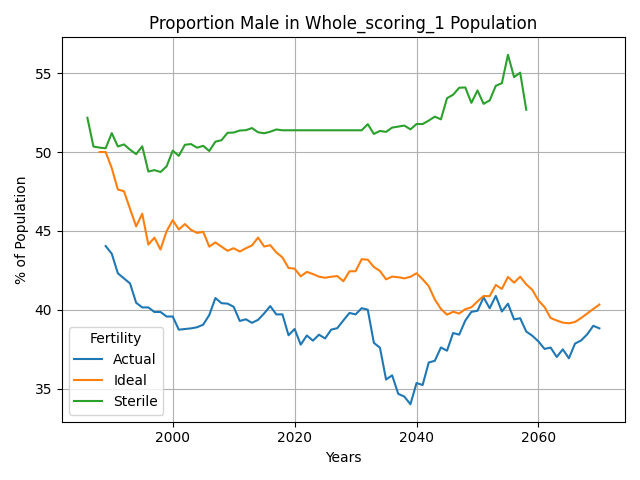 Proportion Male in Whole_scoring_1 Population
% of Population
55
50
45
40
35
Fertility
Actual
Ideal
Sterile
2000 2020 2040 2060
Years